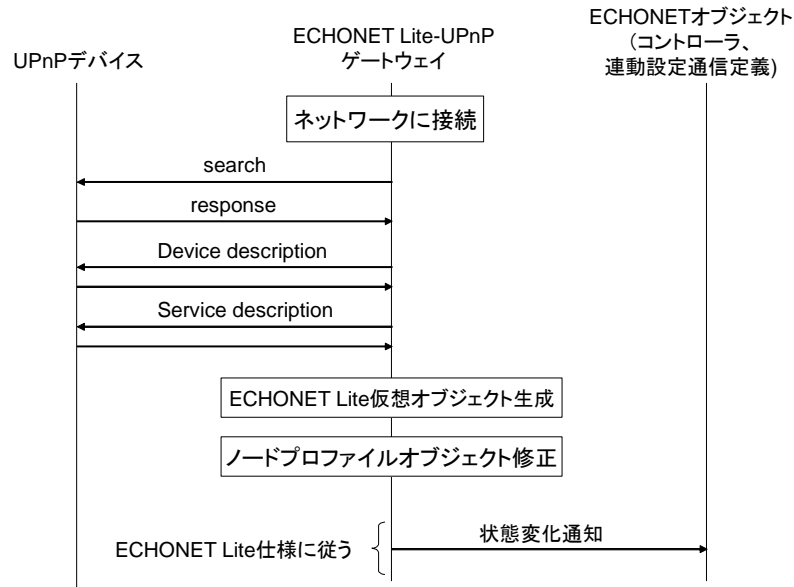 UPnPデバイス
ECHONET Lite-UPnP
ゲートウェイ
ECHONETオブジェクト
(コントローラ、
連動設定通信定義)
ネットワークに接続
search
response
Device description
Service description
ECHONET Lite仮想オブジェクト生成
ノードプロファイルオブジェクト修正
ECHONET Lite仕様に従う
状態変化通知